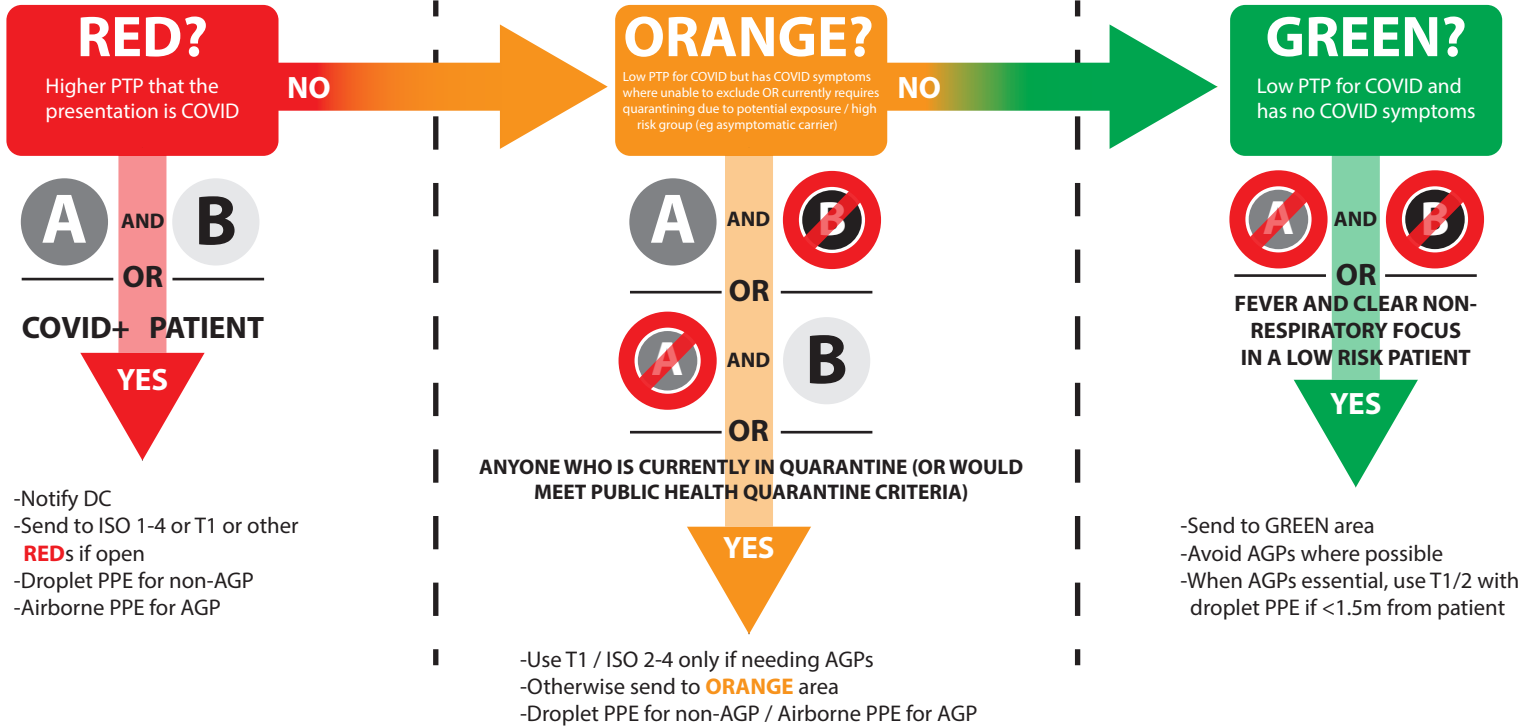 RED?
Higher PTP that the
presentation is COVID
NO
A AND B
OR
COVID+ PATIENT
YES
-Notify DC
-Send to ISO 1-4 or T1 or other
REDs if open
-Droplet PPE for non-AGP
-Airborne PPE for AGP
ORANGE?
Low PTP for COVID but has COVID symptoms
where unable to exclude OR currently requires
quarantining due to potential exposure / high
risk group (eg asymptomatic carrier)
NO
A AND B
OR
A AND B
OR
ANYONE WHO IS CURRENTLY IN QUARANTINE (OR WOULD
MEET PUBLIC HEALTH QUARANTINE CRITERIA)
YES
-Use T1 / ISO 2-4 only if needing AGPs
-Otherwise send to ORANGE area
-Droplet PPE for non-AGP / Airborne PPE for AGP
GREEN?
Low PTP for COVID and
has no COVID symptoms
A AND B
OR
FEVER AND CLEAR NON-
RESPIRATORY FOCUS
IN A LOW RISK PATIENT
YES
-Send to GREEN area
-Avoid AGPs where possible
-When AGPs essential, use T1/2 with
droplet PPE if <1.5m from patient